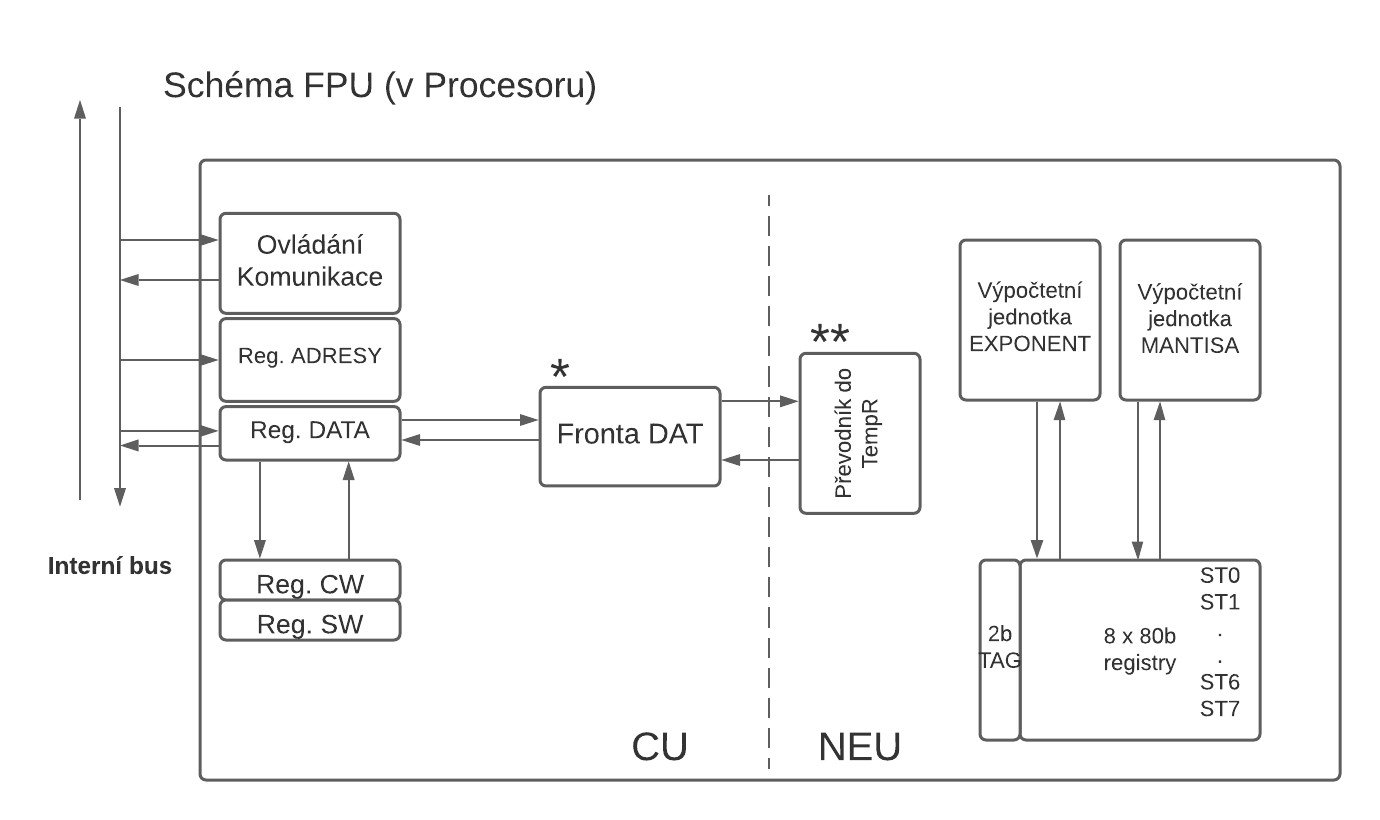 Schéma FPU (v Procesoru)
Ovládání
Komunikace
Reg. ADRESY
Reg. DATA
Interní bus
Reg. CW
Reg. SW
*
Fronta DAT
**
Převodník do
TempR
Výpočtetní
jednotka
EXPONENT
Výpočtetní
jednotka
MANTISA
2b
TAG
8 x 80b
registry
ST0
ST1
.
.
ST6
ST7
CU
NEU